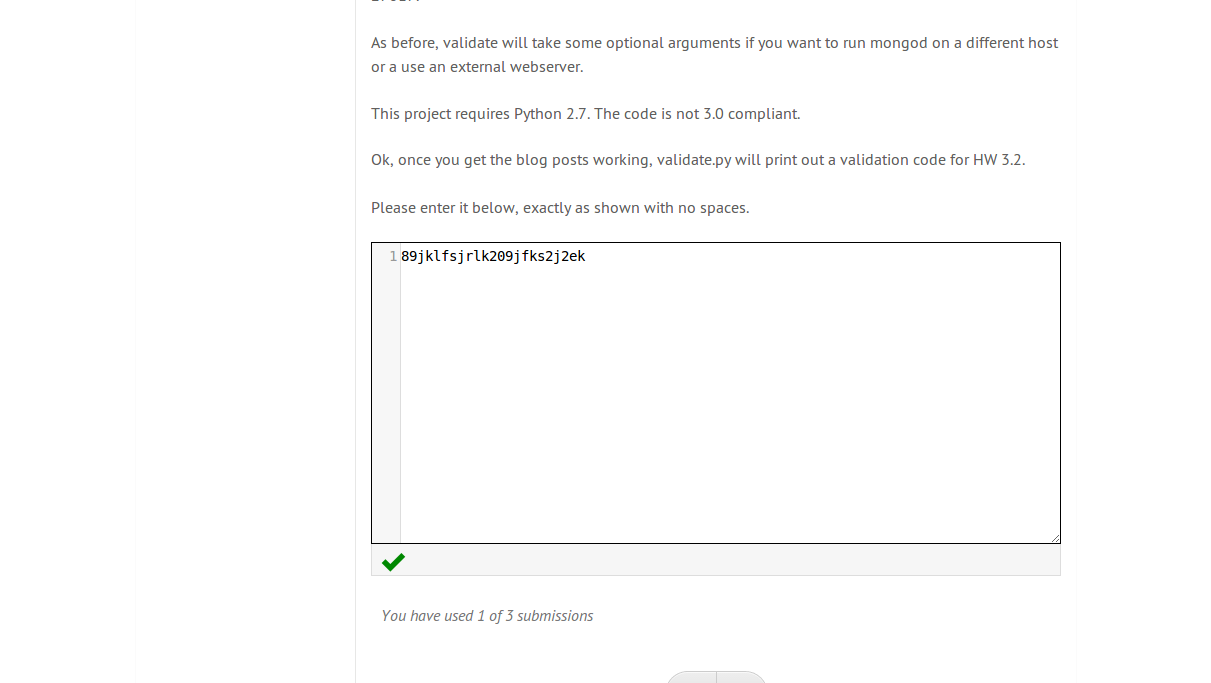 As before, validate will take some optional arguments if you want to run mongod on a different host
or a use an external webserver.
This project requires Python 2.7. The code is not 3.0 compliant.
Ok, once you get the blog posts working, validate.py will print out a validation code for HW 3.2.
Please enter it below, exactly as shown with no spaces.
1 89jklfsjrlk209jfks2j2ek
You have used 1 of 3 submissions